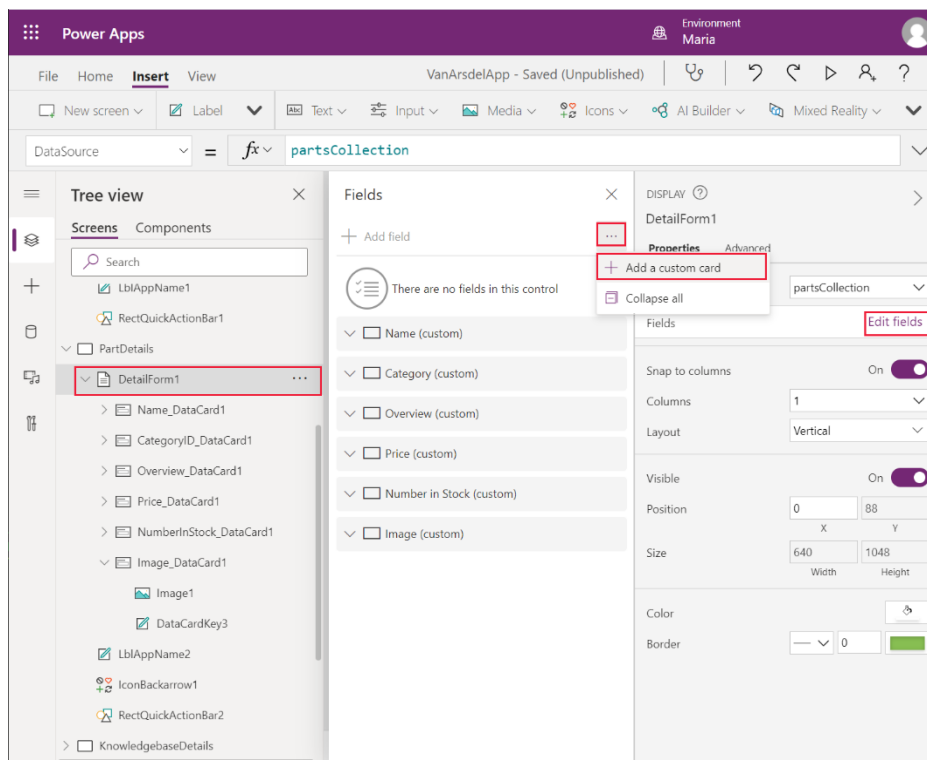 Power Apps
Environment
Maria
File Home Insert View VanArsdelApp - Saved (Unpublished) ?
New screen Label Abc Text Input Media Icons AI Builder Mixed Reality
DataSource = fx partsCollection
Tree view
Screens Components
Search
LblAppName1
RectQuickActionBar1
PartDetails
DetailForm1 ...
Name_DataCard1
CategoryID_DataCard1
Overview_DataCard1
Price_DataCard1
NumberInStock_DataCard1
Image_DataCard1
Image1
DataCardKey3
LblAppName2
IconBackarrow1
RectQuickActionBar2
KnowledgebaseDetails
Fields
Add field ...
Add a custom card
Collapse all
There are no fields in this control
Name (custom)
Category (custom)
Overview (custom)
Price (custom)
Number in Stock (custom)
Image (custom)
DISPLAY ?
DetailForm1
Properties Advanced
partsCollection
Fields Edit fields
Snap to columns On
Columns 1
Layout Vertical
Visible On
Position 0 88
X Y
Size 640 1048
Width Height
Color
Border 0